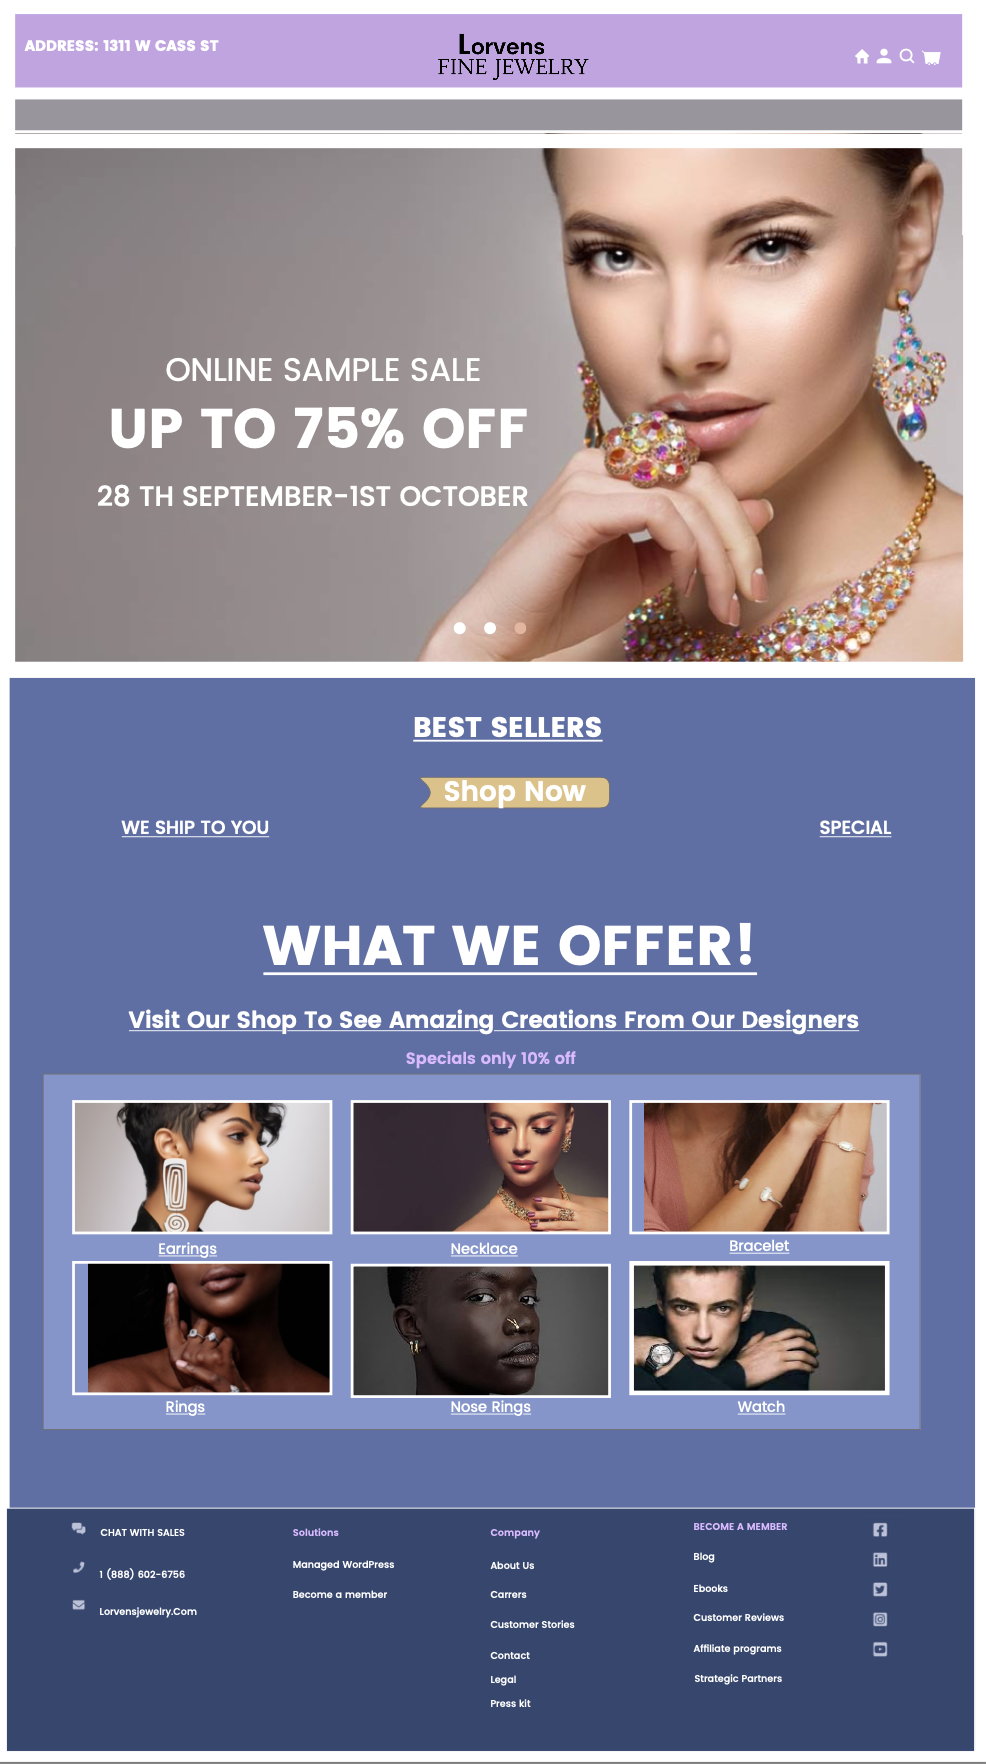 ADDRESS: 1311 W CASS ST
Lorvens
FINE JEWELRY
ONLINE SAMPLE SALE
UP TO 75% OFF
28 TH SEPTEMBER-1ST OCTOBER
BEST SELLERS
Shop Now
WE SHIP TO YOU
SPECIAL
WHAT WE OFFER!
Visit Our Shop To See Amazing Creations From Our Designers
Specials only 10% off
Earrings
Necklace
Bracelet
Rings
Nose Rings
Watch
CHAT WITH SALES
1 (888) 602-6756
Lorvensjewelry.Com
Solutions
Managed WordPress
Become a member
Company
About Us
Carrers
Customer Stories
Contact
Legal
Press kit
BECOME A MEMBER
Blog
Ebooks
Customer Reviews
Affiliate programs
Strategic Partners